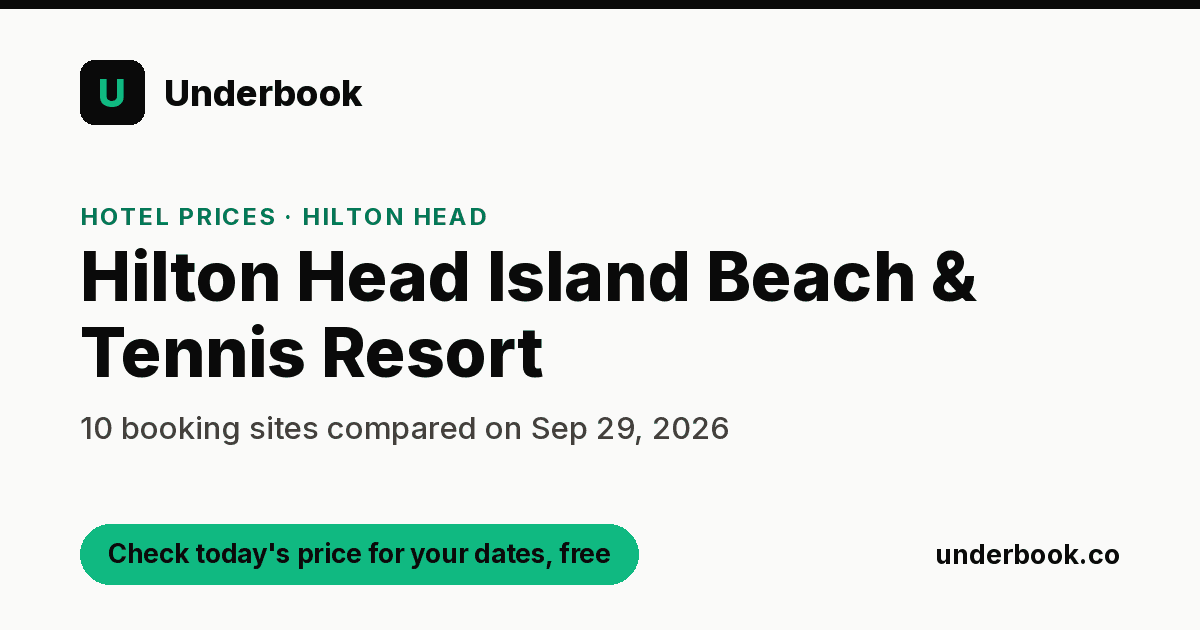 U Underbook
HOTEL PRICES · HILTON HEAD
Hilton Head Island Beach &
Tennis Resort
10 booking sites compared on Sep 29, 2026
Check today's price for your dates, free
underbook.co